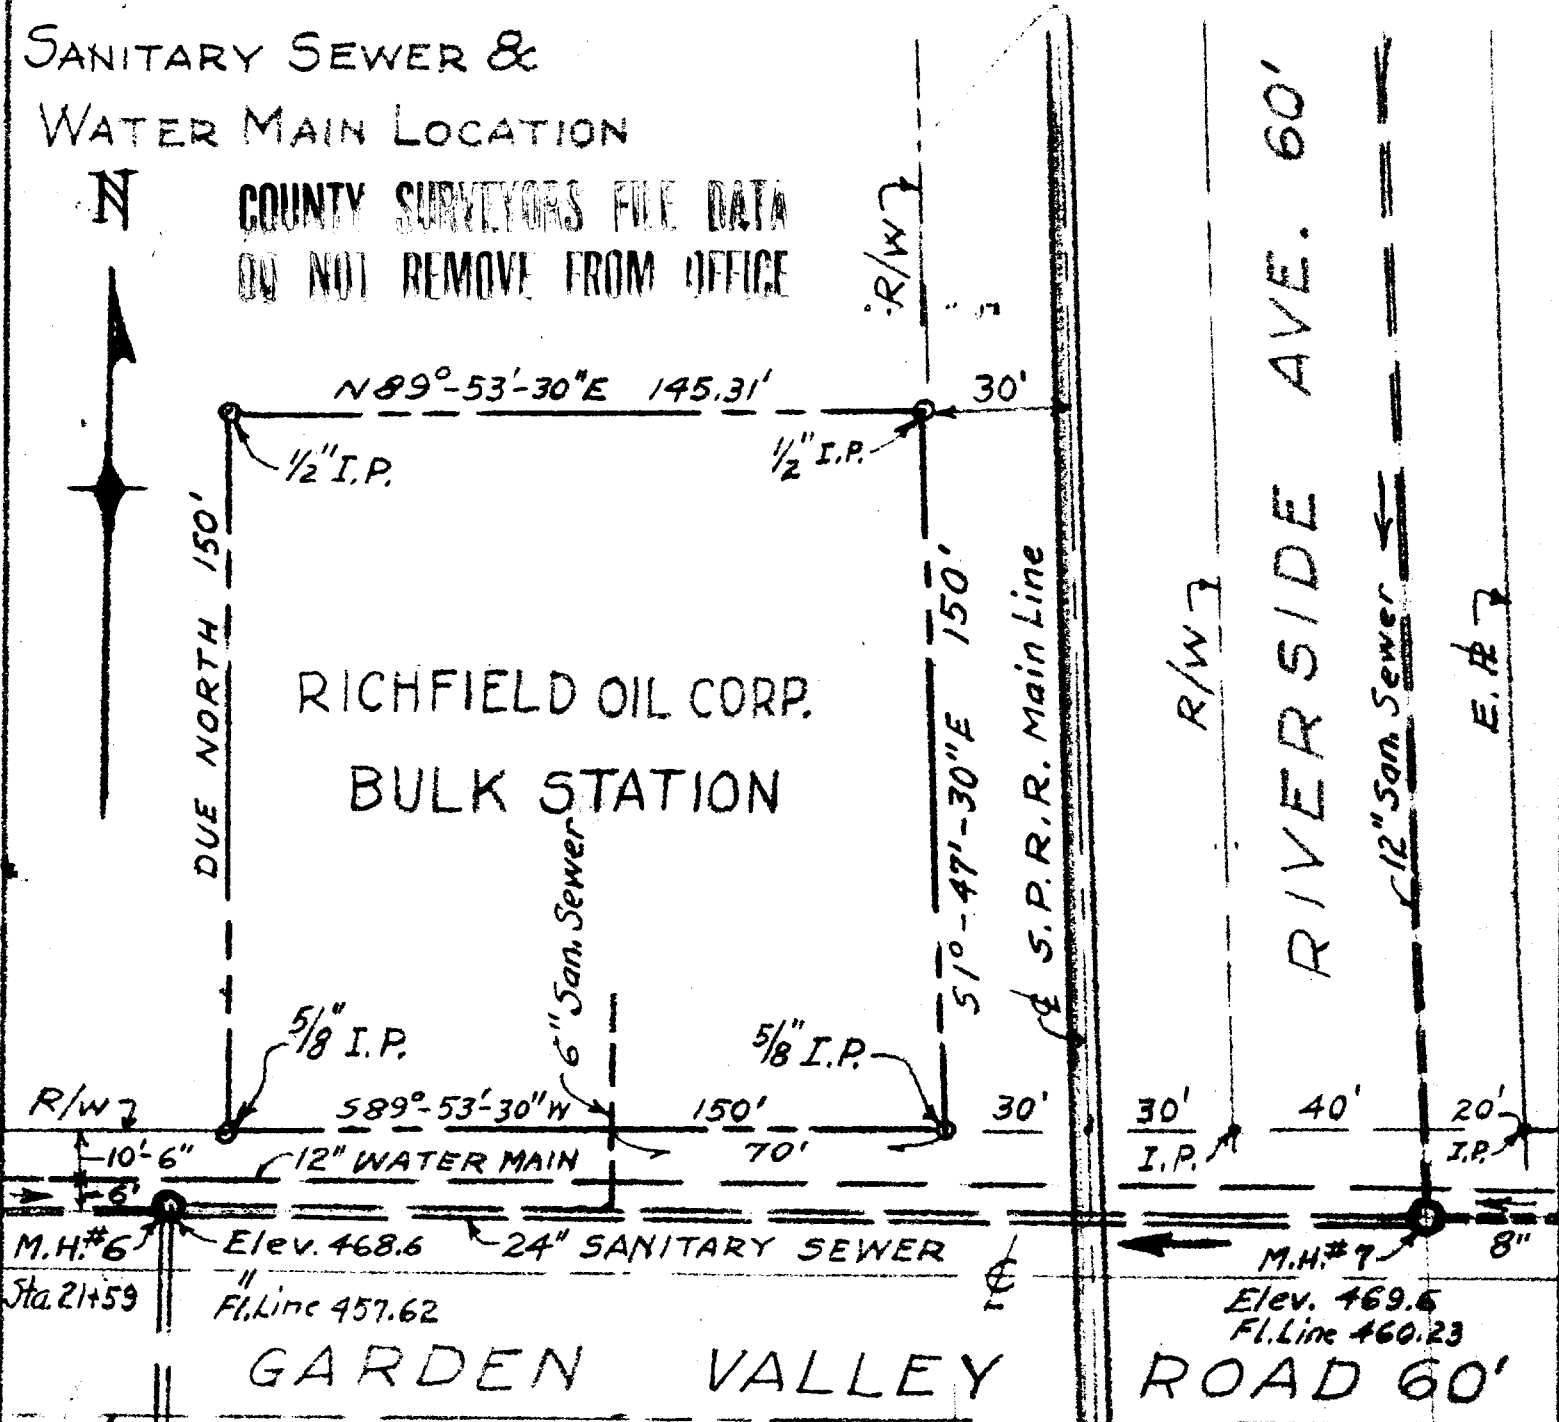 SANITARY SEWER &
WATER MAIN LOCATION
N
COUNTY SURVEYORS FILE DATA
DO NOT REMOVE FROM OFFICE
R/W
RIVERSIDE AVE. 60'
N 89°-53'-30" E 145.31'
30'
1/2" I.P.
1/2" I.P.
DUE NORTH 150'
S 1°-47'-30" E 150'
℄ S.P.R.R. Main Line
R/W
12" San. Sewer
RICHFIELD OIL CORP.
BULK STATION
6" San. Sewer
5/8" I.P.
5/8" I.P.
R/W
S 89°-53'-30" W 150'
30'
30'
40'
20'
I.P.
I.P.
70'
10'-6"
12" WATER MAIN
6'
M.H. #6
Elev. 468.6
24" SANITARY SEWER
M.H. #7
8"
Sta. 21+59
" Fl. Line 457.62
℄
Elev. 469.6
Fl. Line 460.23
GARDEN VALLEY ROAD 60'